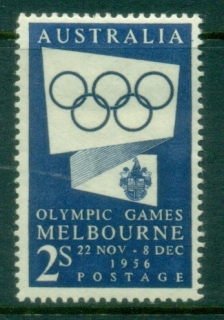 AUSTRALIA
OLYMPIC GAMES
MELBOURNE
2S 22 NOV - 8 DEC
1956
POSTAGE